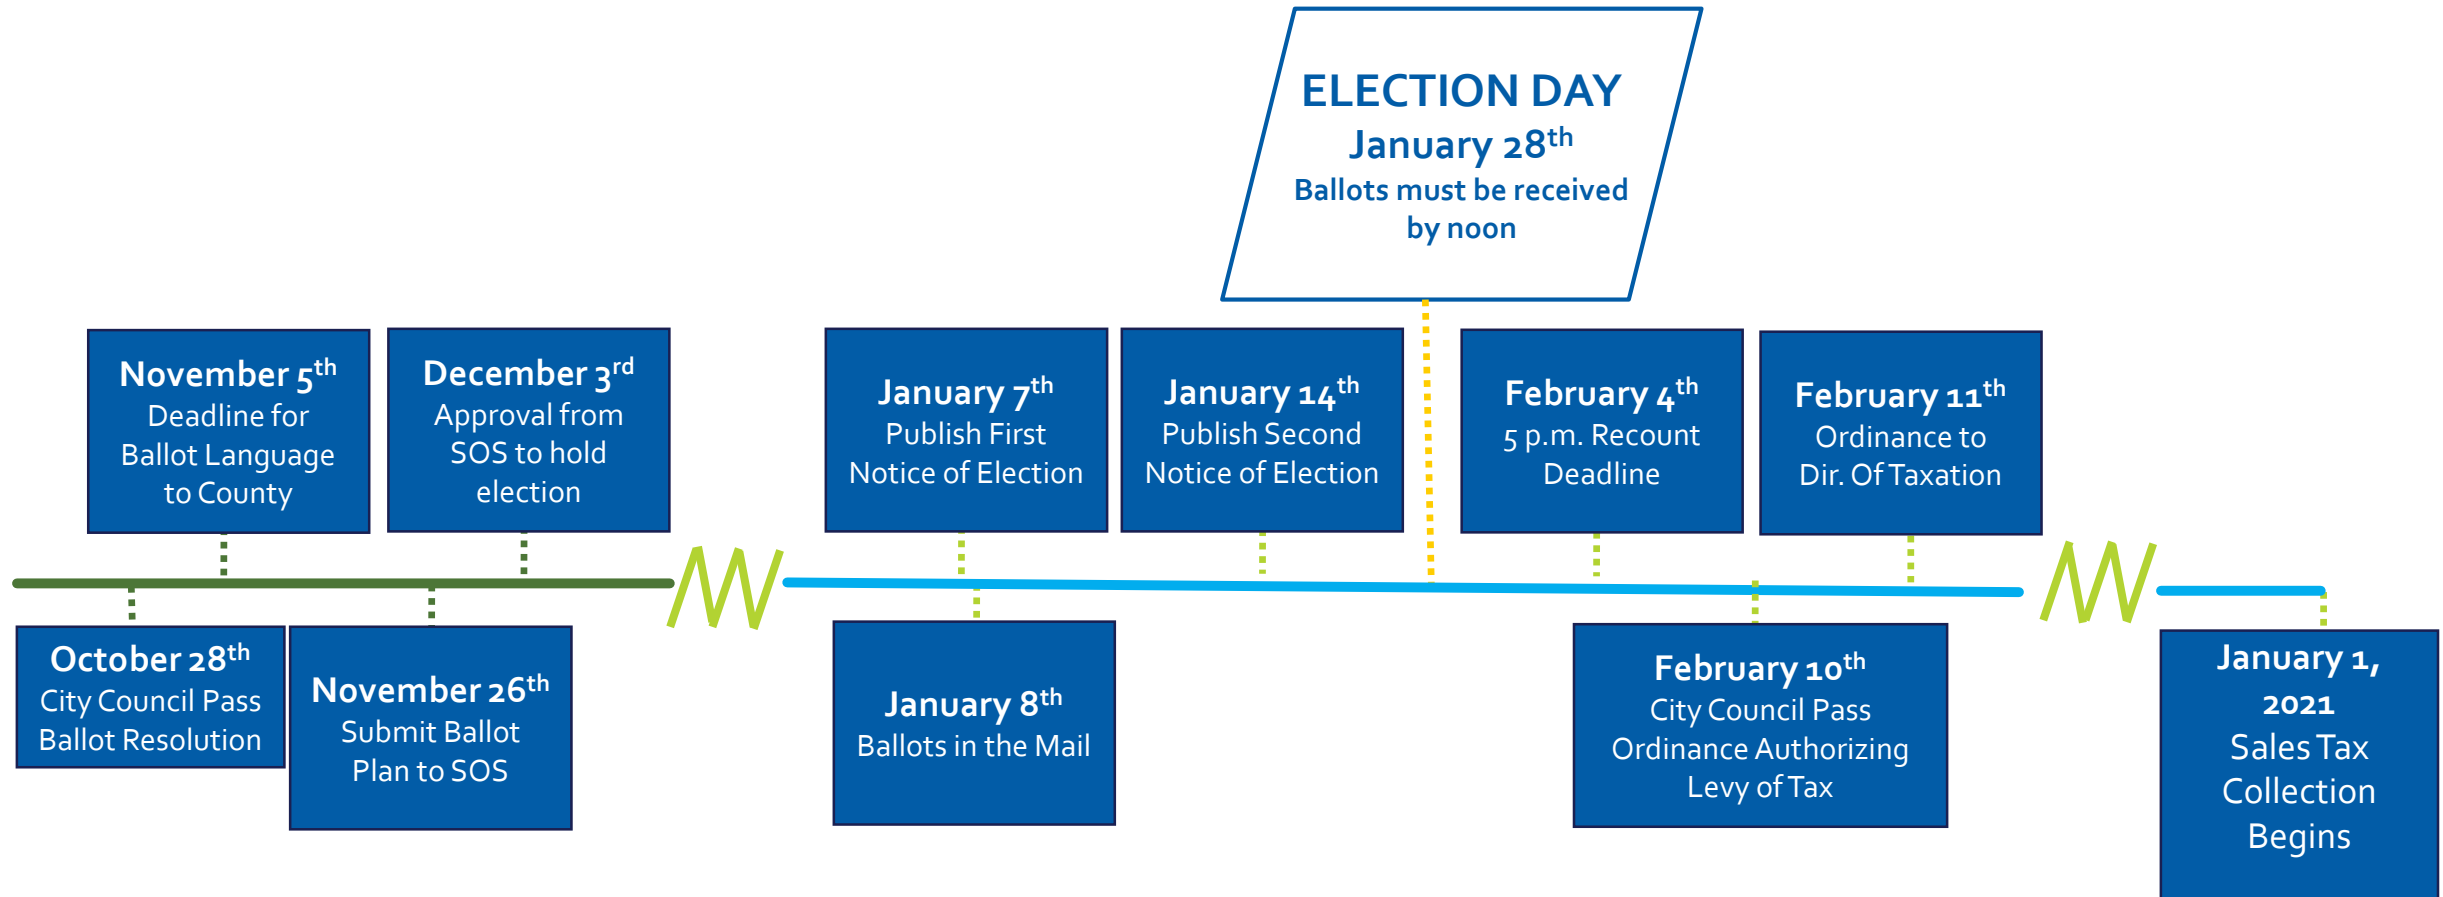 ELECTION DAY
January 28th
Ballots must be received
by noon
November 5th
Deadline for
Ballot Language
to County
December 3rd
Approval from
SOS to hold
election
January 7th
Publish First
Notice of Election
January 14th
Publish Second
Notice of Election
February 4th
5 p.m. Recount
Deadline
February 11th
Ordinance to
Dir. Of Taxation
October 28th
City Council Pass
Ballot Resolution
November 26th
Submit Ballot
Plan to SOS
January 8th
Ballots in the Mail
February 10th
City Council Pass
Ordinance Authorizing
Levy of Tax
January 1,
2021
Sales Tax
Collection
Begins